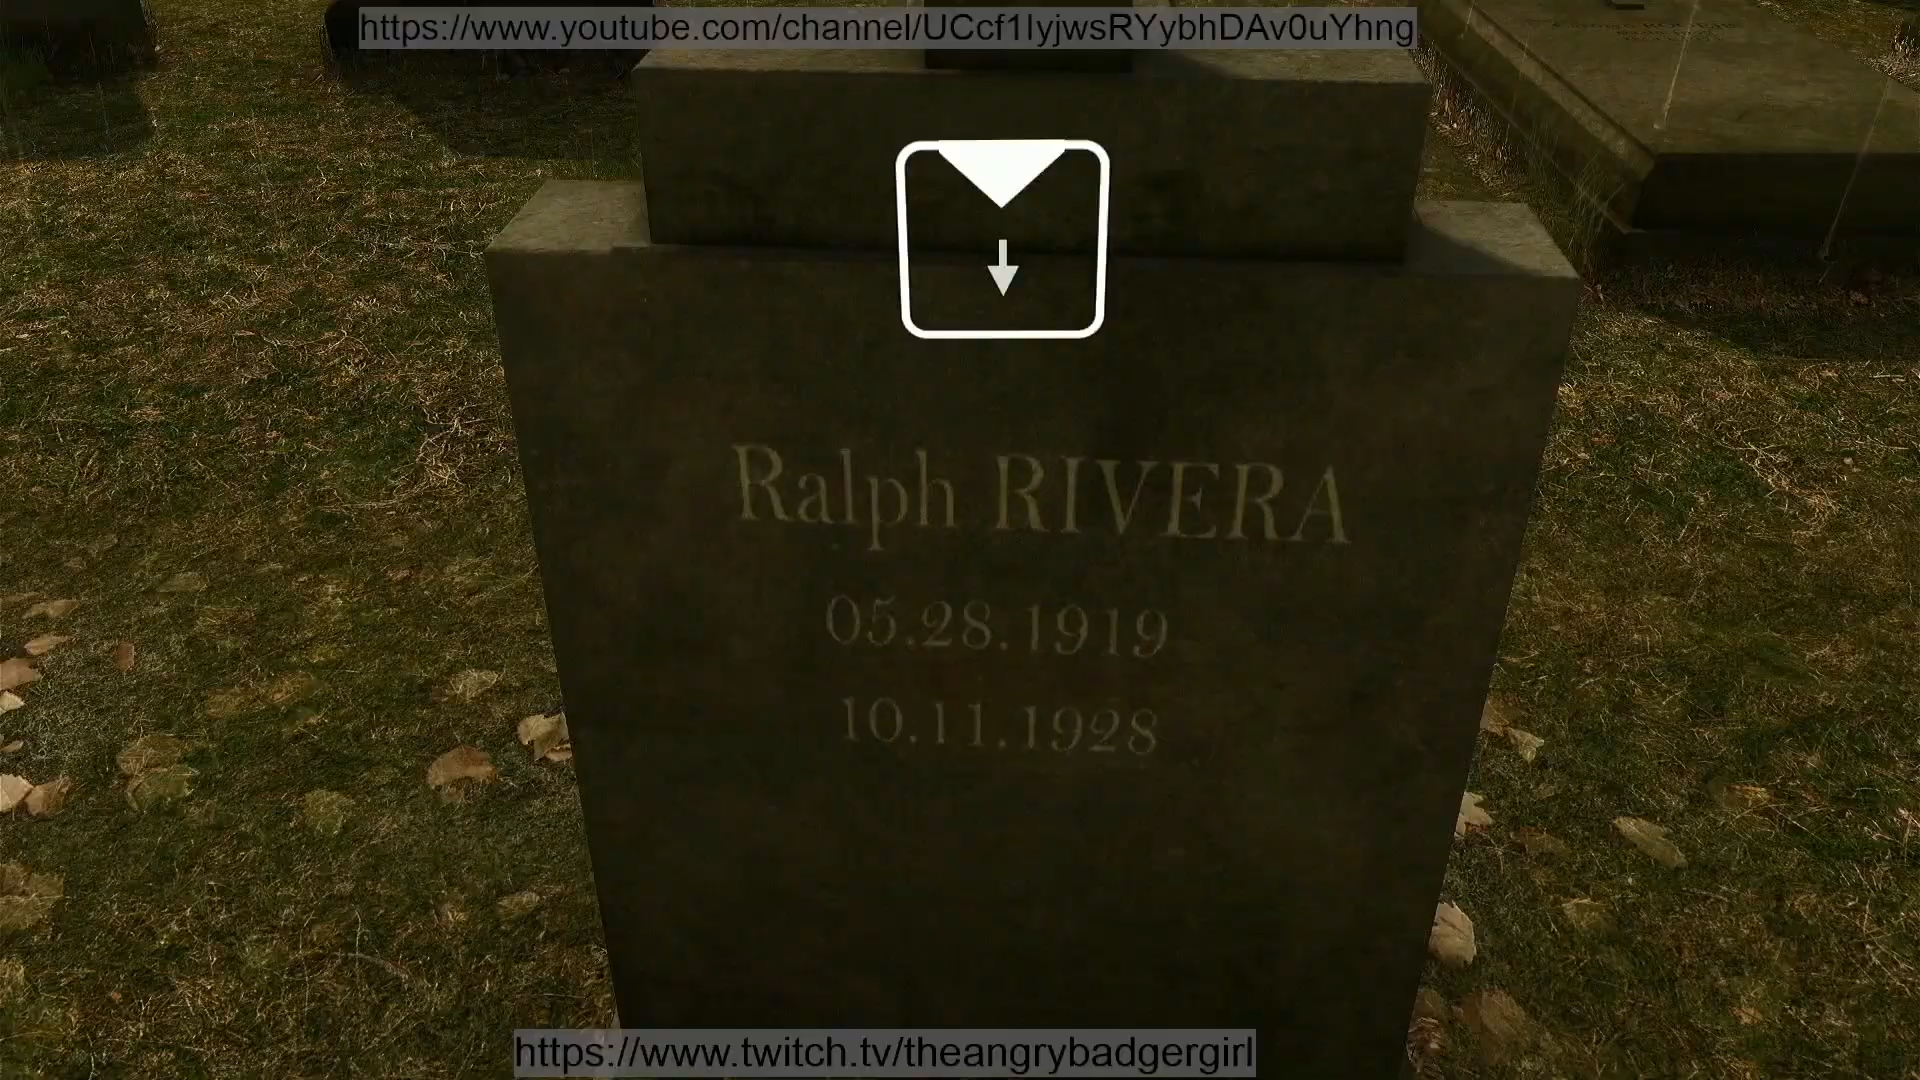 https://www.youtube.com/channel/UCcf1IyjwsRYybhDAv0uYhng
Ralph RIVERA
05.28.1919
10.11.1928
https://www.twitch.tv/theangrybadgergirl